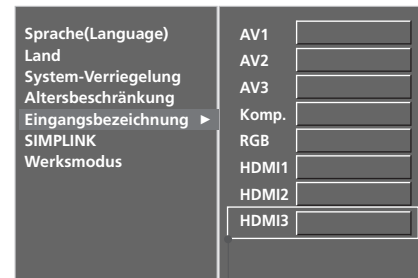 Sprache(Language)
Land
System-Verriegelung
Altersbeschränkung
Eingangsbezeichnung ►
SIMPLINK
Werksmodus
AV1
AV2
AV3
Komp.
RGB
HDMI1
HDMI2
HDMI3